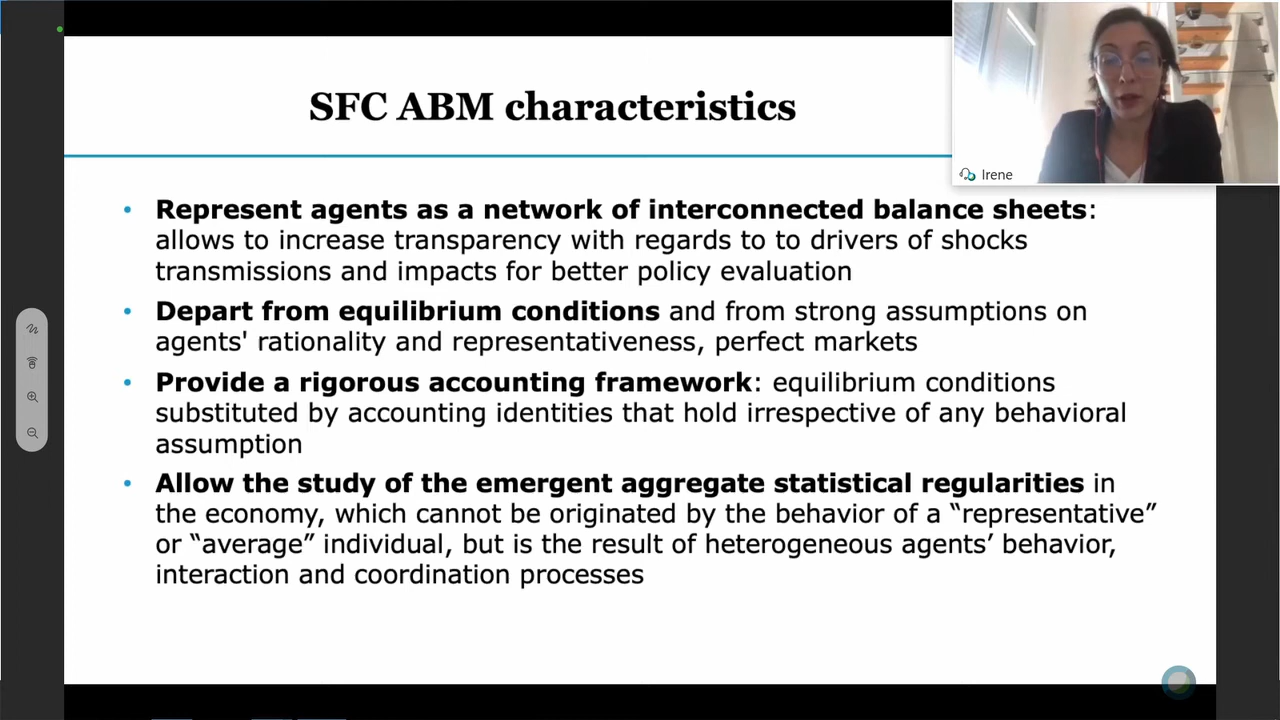 SFC ABM characteristics
Irene
• Represent agents as a network of interconnected balance sheets:
allows to increase transparency with regards to to drivers of shocks
transmissions and impacts for better policy evaluation
• Depart from equilibrium conditions and from strong assumptions on
agents' rationality and representativeness, perfect markets
• Provide a rigorous accounting framework: equilibrium conditions
substituted by accounting identities that hold irrespective of any behavioral
assumption
• Allow the study of the emergent aggregate statistical regularities in
the economy, which cannot be originated by the behavior of a “representative”
or “average” individual, but is the result of heterogeneous agents’ behavior,
interaction and coordination processes